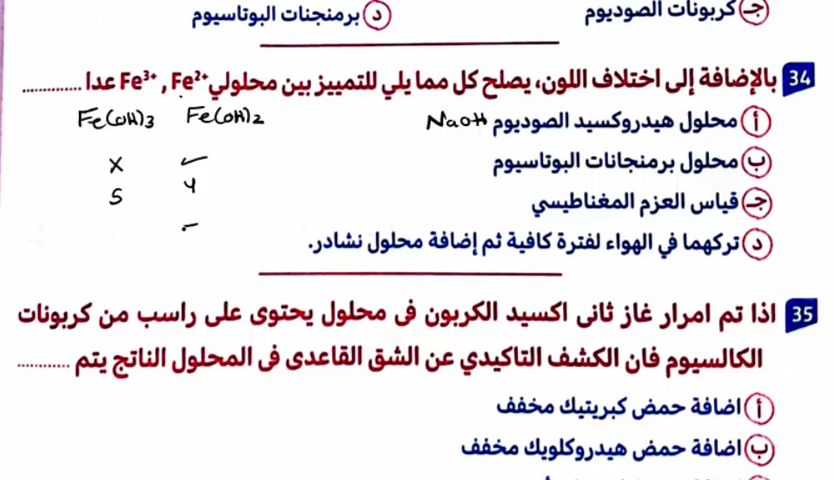 جـ كربونات الصوديوم
د برمنجنات البوتاسيوم
34 بالإضافة إلى اختلاف اللون، يصلح كل مما يلي للتمييز بين محلولي Fe²⁺ , Fe³⁺ عدا ..............
أ محلول هيدروكسيد الصوديوم NaOH Fe(OH)2 Fe(OH)3
ب محلول برمنجانات البوتاسيوم ✓ X
جـ قياس العزم المغناطيسي 4 5
د تركهما في الهواء لفترة كافية ثم إضافة محلول نشادر.
35 اذا تم امرار غاز ثانى اكسيد الكربون فى محلول يحتوى على راسب من كربونات
الكالسيوم فان الكشف التاكيدي عن الشق القاعدى فى المحلول الناتج يتم ............
أ اضافة حمض كبريتيك مخفف
ب اضافة حمض هيدروكلويك مخفف